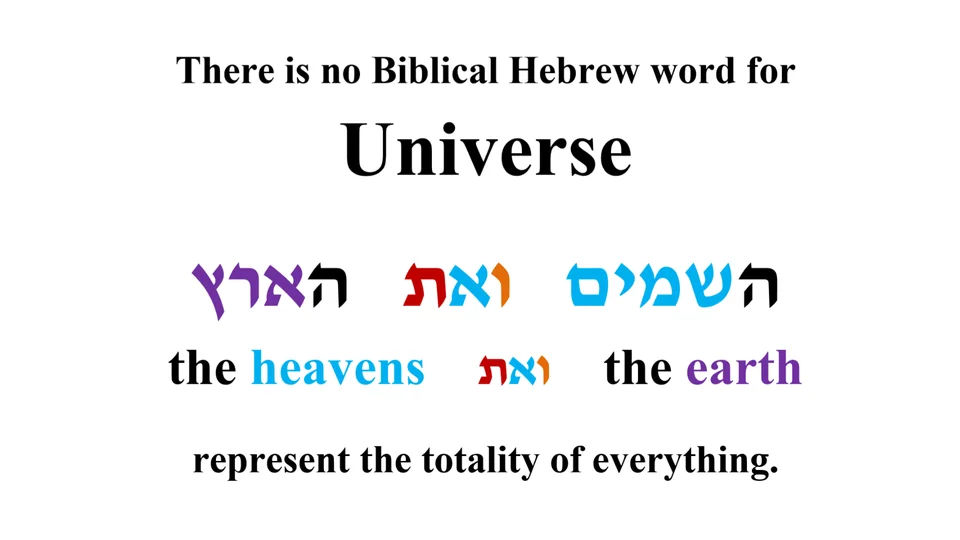 There is no Biblical Hebrew word for
Universe
השמים ואת הארץ
the heavens ואת the earth
represent the totality of everything.